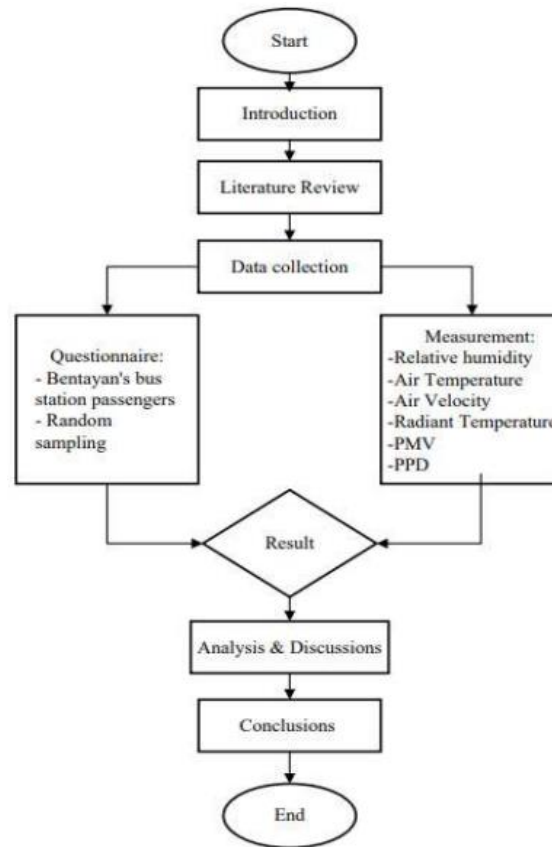 Start
Introduction
Literature Review
Data collection
Questionnaire:
- Bentayan's bus
station passengers
- Random
sampling
Measurement:
-Relative humidity
-Air Temperature
-Air Velocity
-Radiant Temperature
-PMV
-PPD
Result
Analysis & Discussions
Conclusions
End